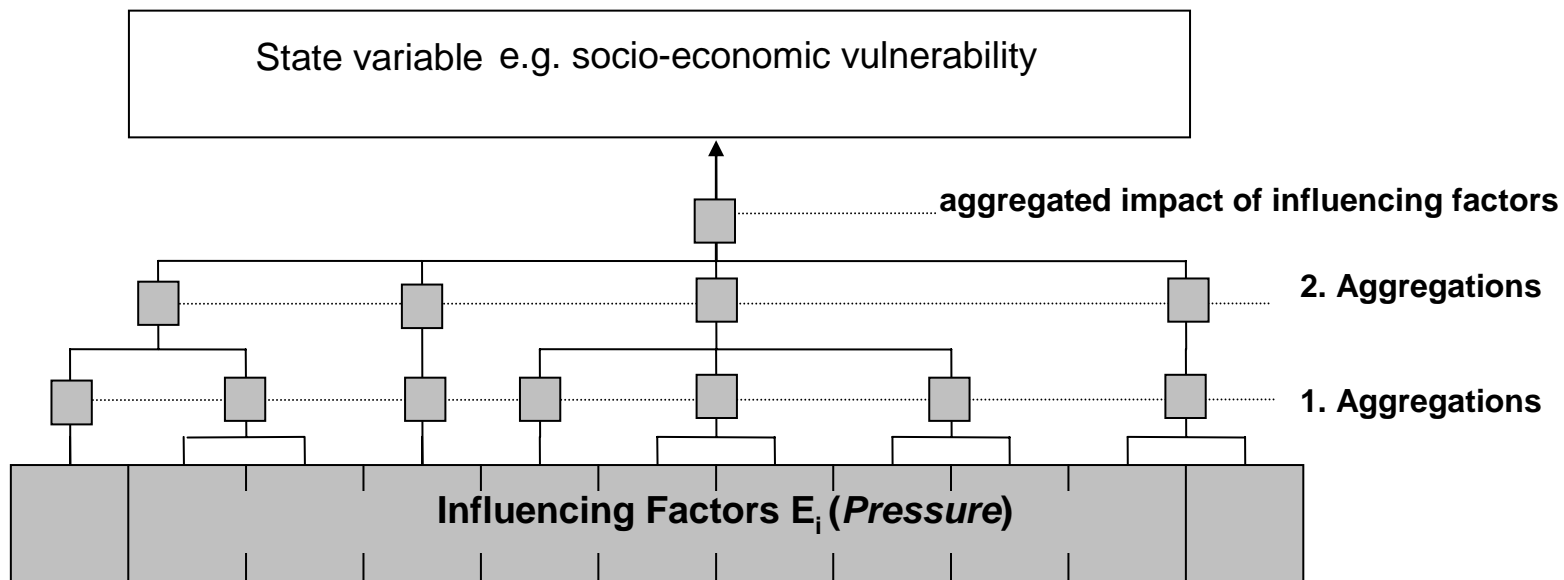 State variable e.g. socio-economic vulnerability
aggregated impact of influencing factors
2. Aggregations
1. Aggregations
Influencing Factors Ei (Pressure)